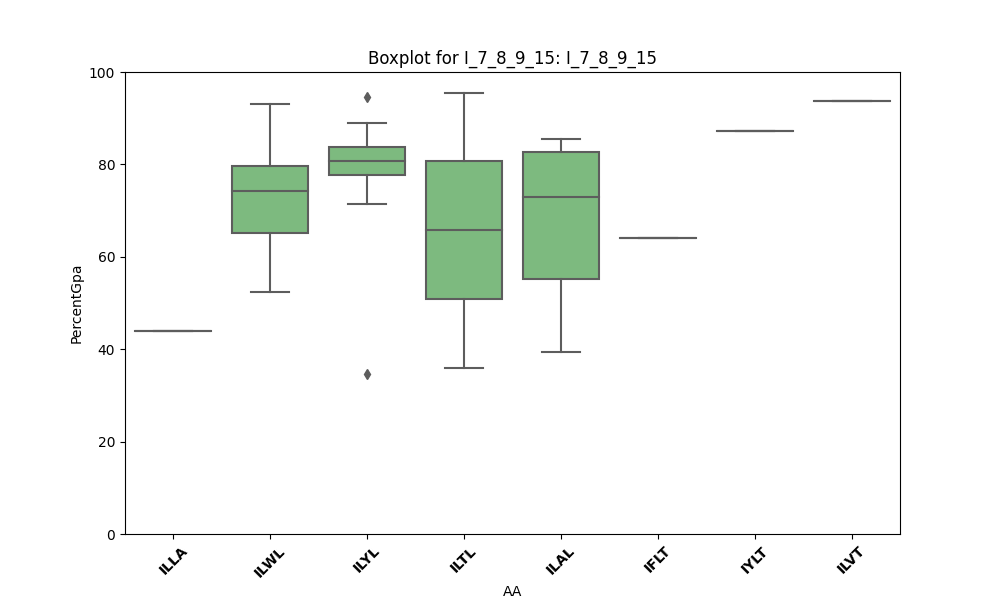 Boxplot for I_7_8_9_15: I_7_8_9_15
100
80
60
40
20
0
PercentGpa
ILLA
ILWL
ILYL
ILTL
ILAL
IFLT
IYLT
ILVT
AA